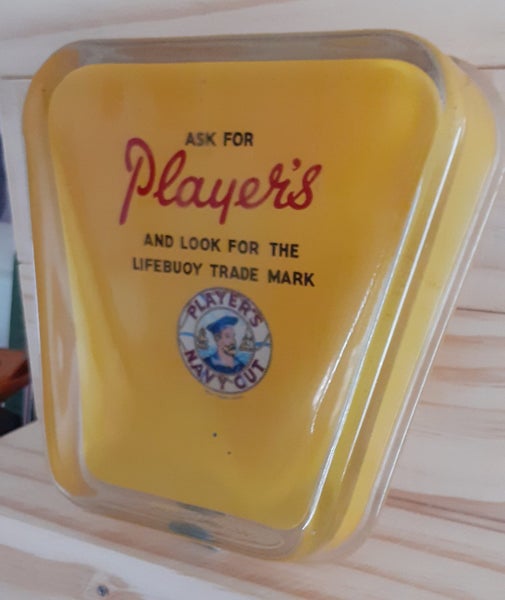 ASK FOR
Player's
AND LOOK FOR THE
LIFEBUOY TRADE MARK
PLAYER'S
NAVY CUT